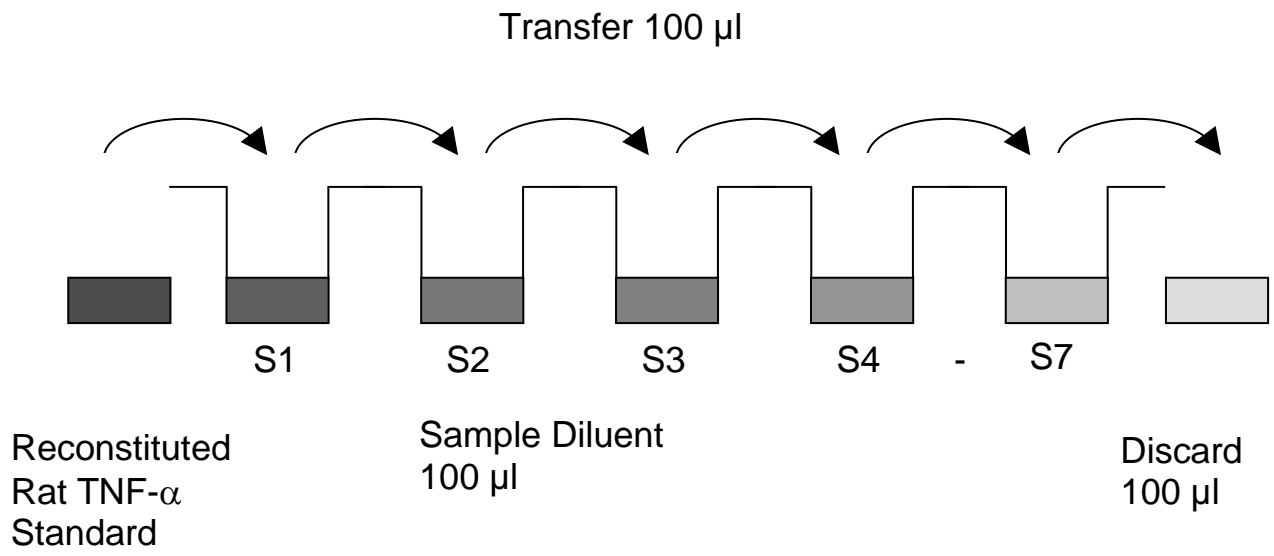 Transfer 100 µl
S1 S2 S3 S4 - S7
Reconstituted
Rat TNF-α
Standard
Sample Diluent
100 µl
Discard
100 µl